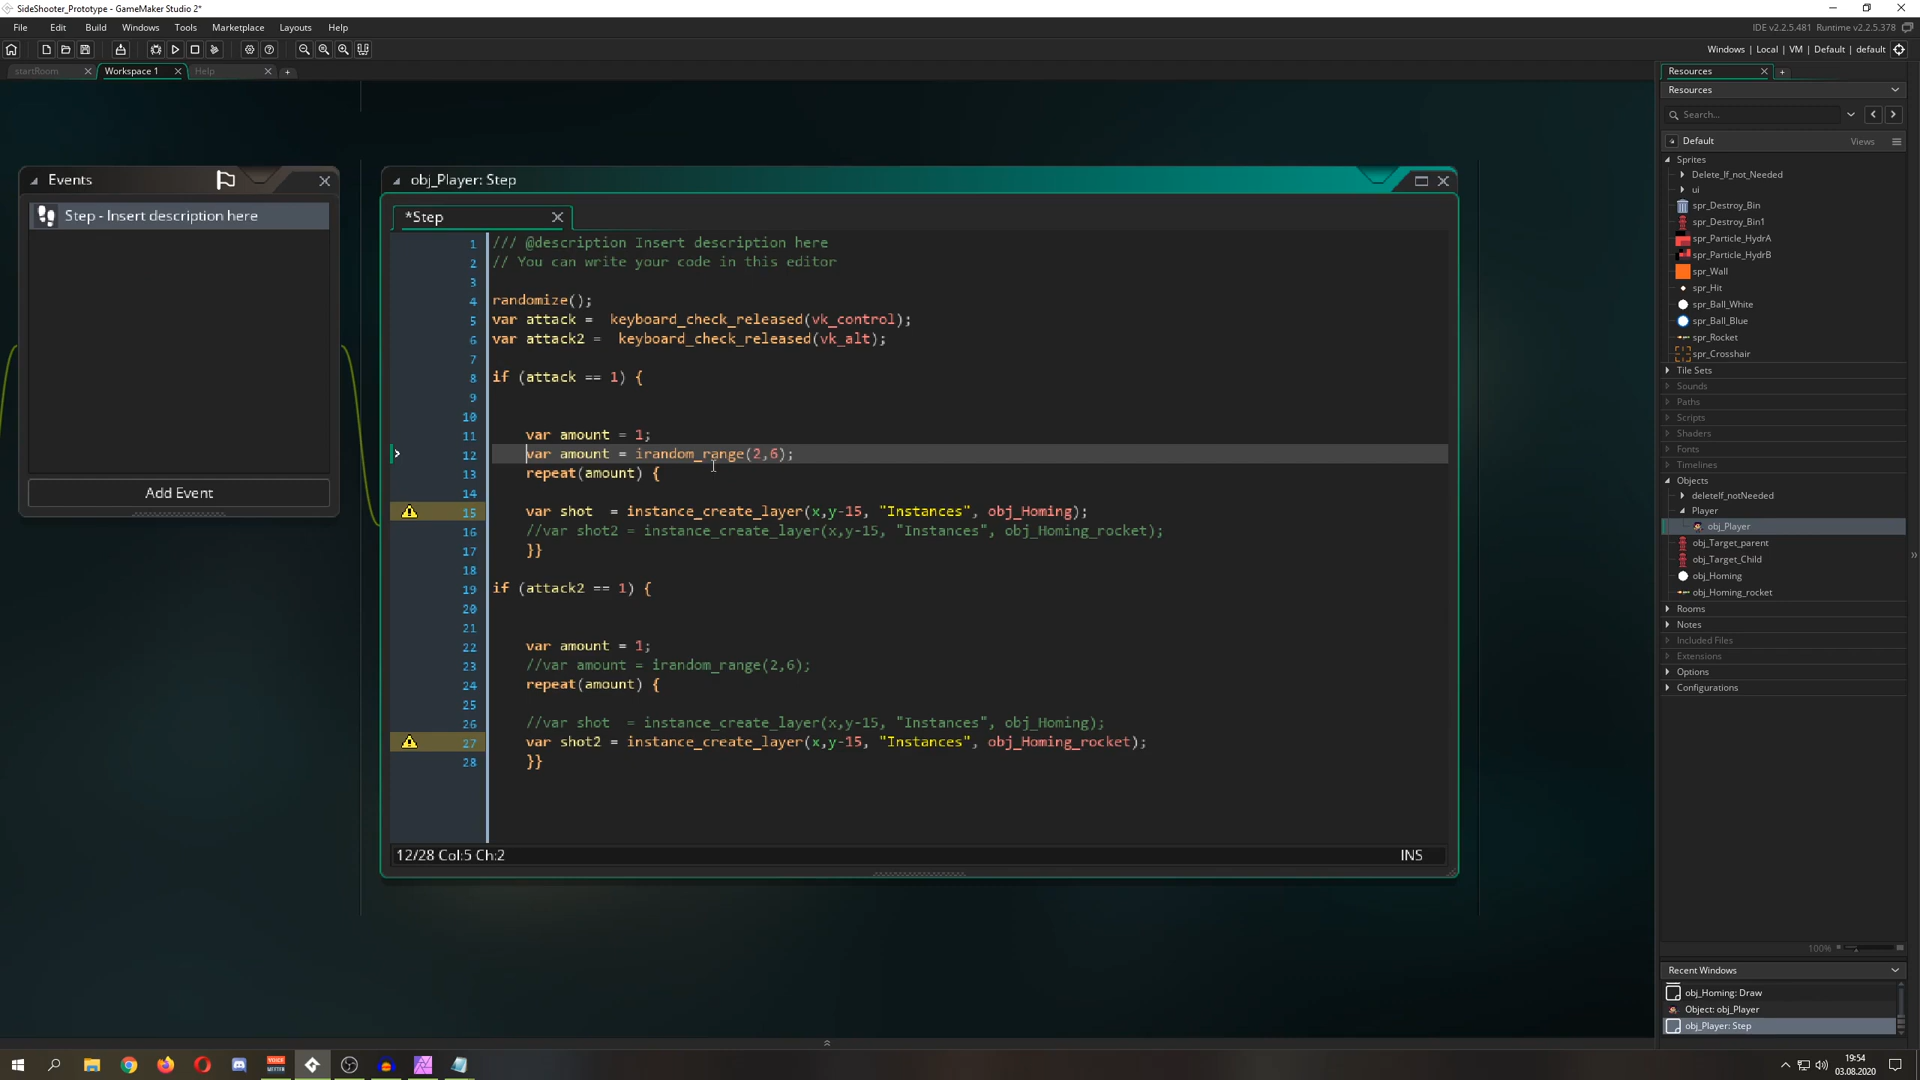 SideShooter_Prototype - GameMaker Studio 2*
File Edit Build Windows Tools Marketplace Layouts Help
IDE v2.2.5.481 Runtime v2.2.5.378
Windows | Local | VM | Default | default
startRoom
Workspace 1
Help
Events
Step - Insert description here
Add Event
obj_Player: Step
*Step
1 /// @description Insert description here
2 // You can write your code in this editor
3
4 randomize();
5 var attack =  keyboard_check_released(vk_control);
6 var attack2 =  keyboard_check_released(vk_alt);
7
8 if (attack == 1) {
9
10
11 var amount = 1;
12 var amount = irandom_range(2,6);
13 repeat(amount) {
14
15 var shot  = instance_create_layer(x,y-15, "Instances", obj_Homing);
16 //var shot2 = instance_create_layer(x,y-15, "Instances", obj_Homing_rocket);
17 }}
18
19 if (attack2 == 1) {
20
21
22 var amount = 1;
23 //var amount = irandom_range(2,6);
24 repeat(amount) {
25
26 //var shot  = instance_create_layer(x,y-15, "Instances", obj_Homing);
27 var shot2 = instance_create_layer(x,y-15, "Instances", obj_Homing_rocket);
28 }}
12/28 Col:5 Ch:2
INS
Resources
Resources
Search...
Default
Views
Sprites
Delete_If_not_Needed
ui
spr_Destroy_Bin
spr_Destroy_Bin1
spr_Particle_HydrA
spr_Particle_HydrB
spr_Wall
spr_Hit
spr_Ball_White
spr_Ball_Blue
spr_Rocket
spr_Crosshair
Tile Sets
Sounds
Paths
Scripts
Shaders
Fonts
Timelines
Objects
deleteIf_notNeeded
Player
obj_Player
obj_Target_parent
obj_Target_Child
obj_Homing
obj_Homing_rocket
Rooms
Notes
Included Files
Extensions
Options
Configurations
100%
Recent Windows
obj_Homing: Draw
Object: obj_Player
obj_Player: Step
19:54
03.08.2020